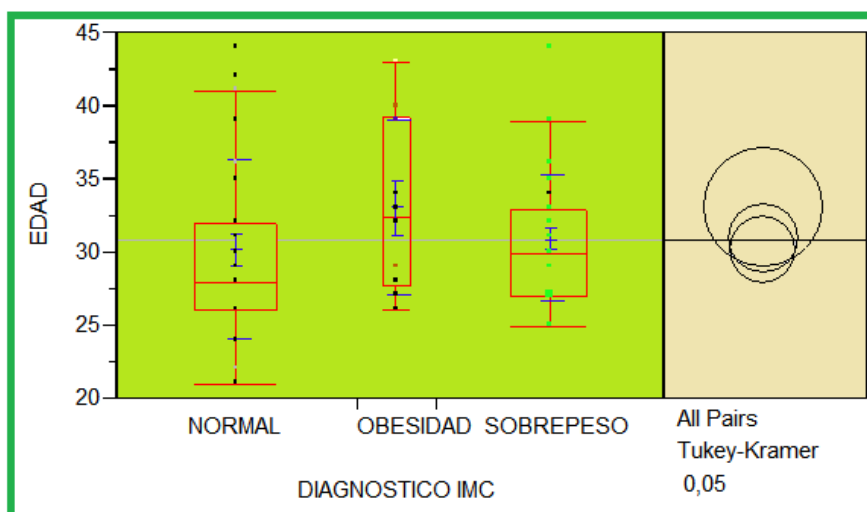 45
40
35
30
25
20
EDAD
NORMAL
OBESIDAD
SOBREPESO
DIAGNOSTICO IMC
All Pairs
Tukey-Kramer
0,05